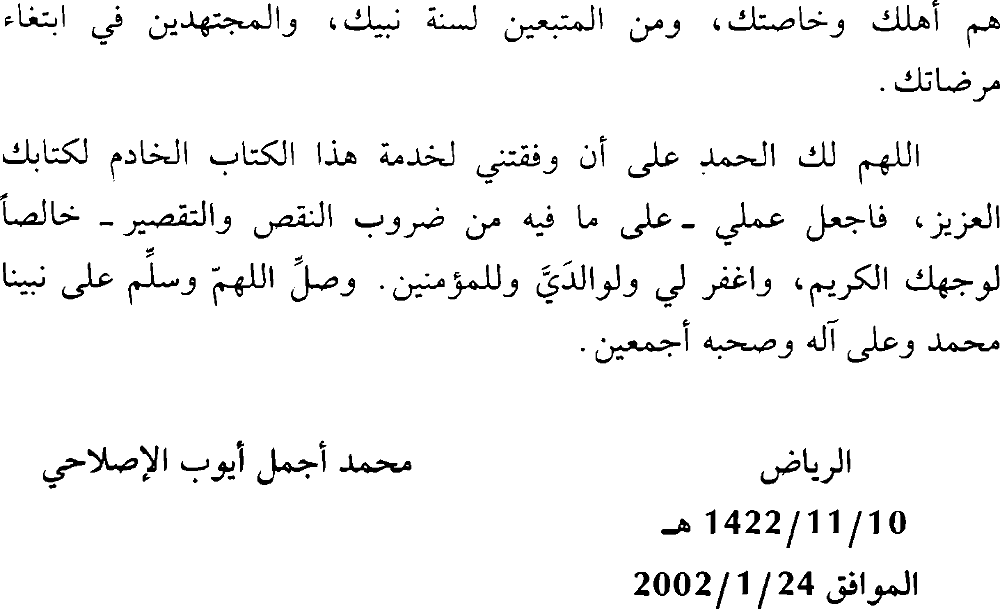 هم أهلك وخاصتك، ومن المتبعين لسنة نبيك، والمجتهدين في ابتغاء
مرضاتك.
اللهم لك الحمد على أن وفقتني لخدمة هذا الكتاب الخادم لكتابك
العزيز، فاجعل عملي ـ على ما فيه من ضروب النقص والتقصير ـ خالصاً
لوجهك الكريم، واغفر لي ولوالدَيَّ وللمؤمنين. وصلِّ اللهمّ وسلِّم على نبينا
محمد وعلى آله وصحبه أجمعين.
الرياض محمد أجمل أيوب الإصلاحي
1422/11/10 هـ
الموافق 2002/1/24